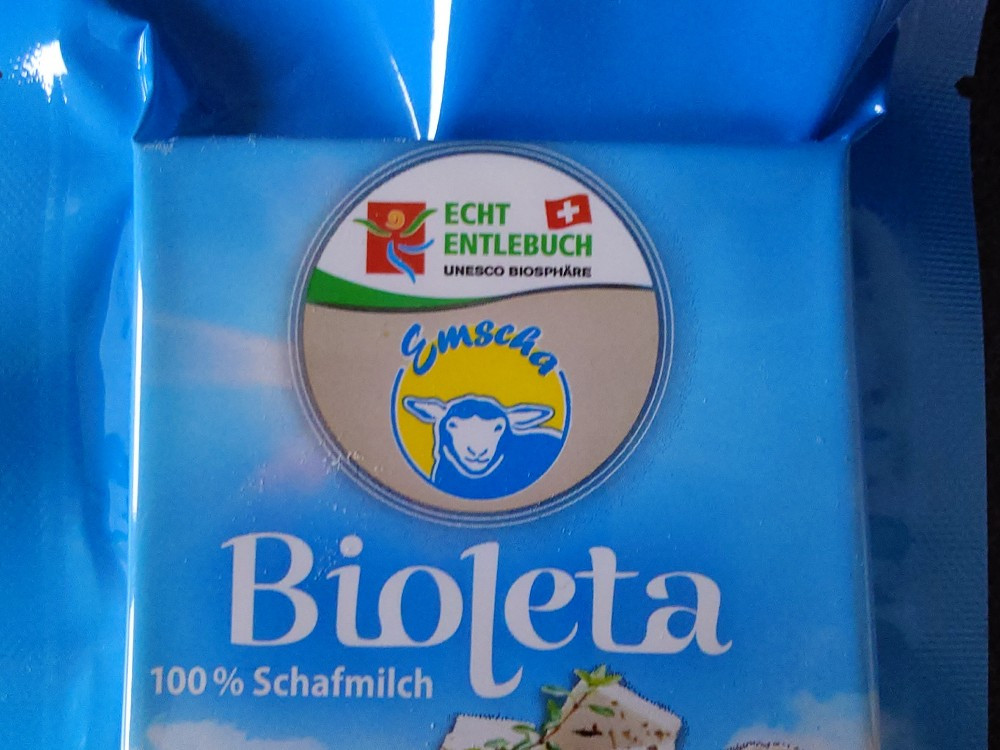 ECHT
ENTLEBUCH
UNESCO BIOSPHÄRE
Emscha
Bioleta
100 % Schafmilch